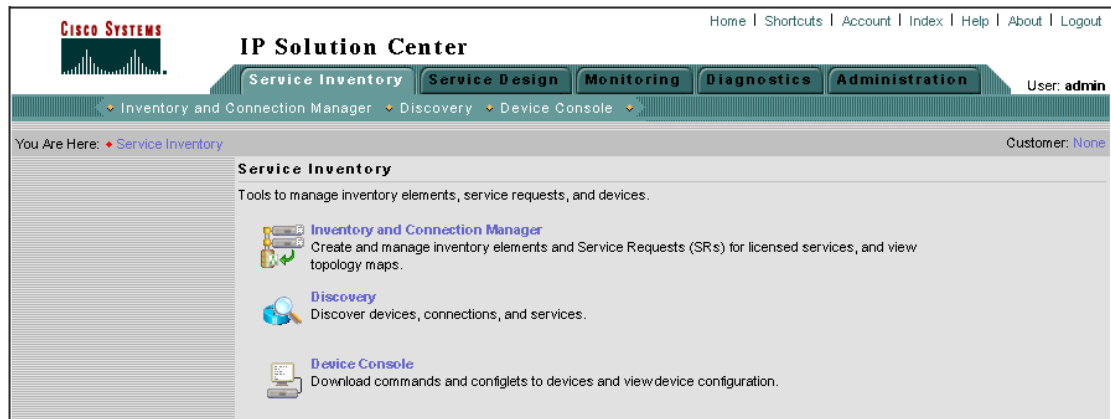 CISCO SYSTEMS
Home | Shortcuts | Account | Index | Help | About | Logout
IP Solution Center
Service Inventory Service Design Monitoring Diagnostics Administration
User: admin
Inventory and Connection Manager Discovery Device Console
You Are Here: Service Inventory
Customer: None
Service Inventory
Tools to manage inventory elements, service requests, and devices.
Inventory and Connection Manager
Create and manage inventory elements and Service Requests (SRs) for licensed services, and view
topology maps.
Discovery
Discover devices, connections, and services.
Device Console
Download commands and configlets to devices and view device configuration.